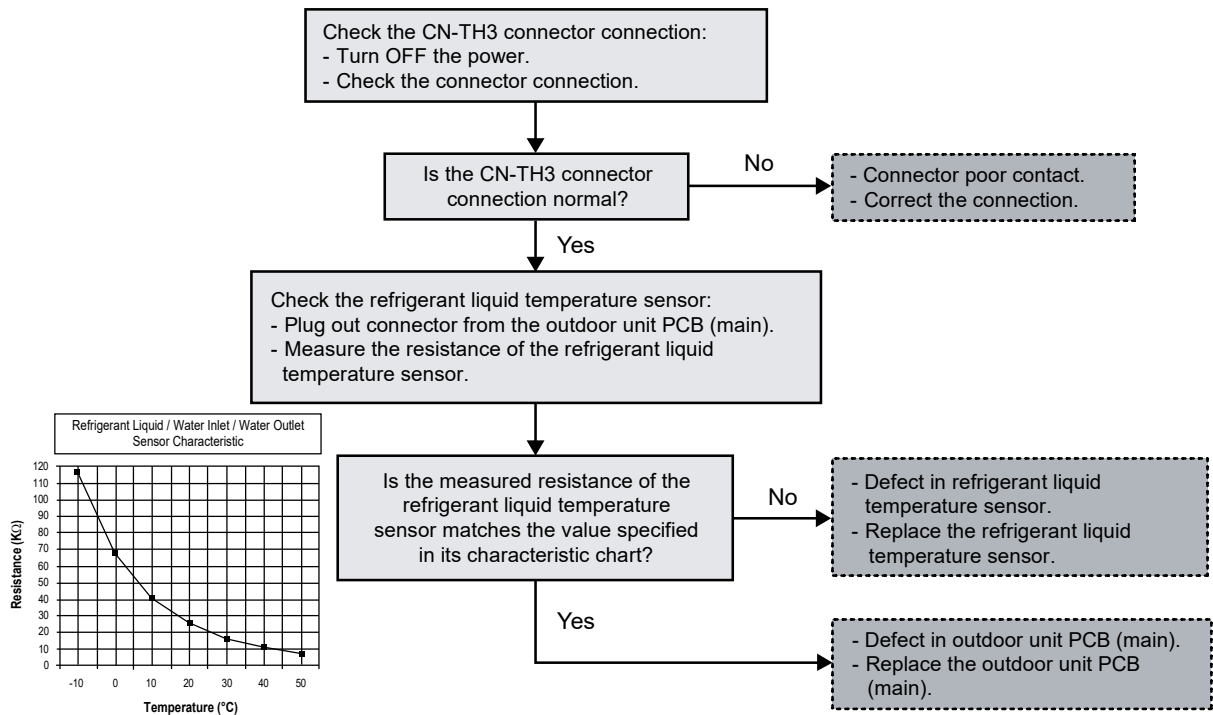 Check the CN-TH3 connector connection:
- Turn OFF the power.
- Check the connector connection.
Is the CN-TH3 connector
connection normal?
No
- Connector poor contact.
- Correct the connection.
Yes
Check the refrigerant liquid temperature sensor:
- Plug out connector from the outdoor unit PCB (main).
- Measure the resistance of the refrigerant liquid
temperature sensor.
Refrigerant Liquid / Water Inlet / Water Outlet
Sensor Characteristic
Resistance (KΩ)
120
110
100
90
80
70
60
50
40
30
20
10
0
-10 0 10 20 30 40 50
Temperature (°C)
Is the measured resistance of the
refrigerant liquid temperature
sensor matches the value specified
in its characteristic chart?
No
- Defect in refrigerant liquid
temperature sensor.
- Replace the refrigerant liquid
temperature sensor.
Yes
- Defect in outdoor unit PCB (main).
- Replace the outdoor unit PCB
(main).